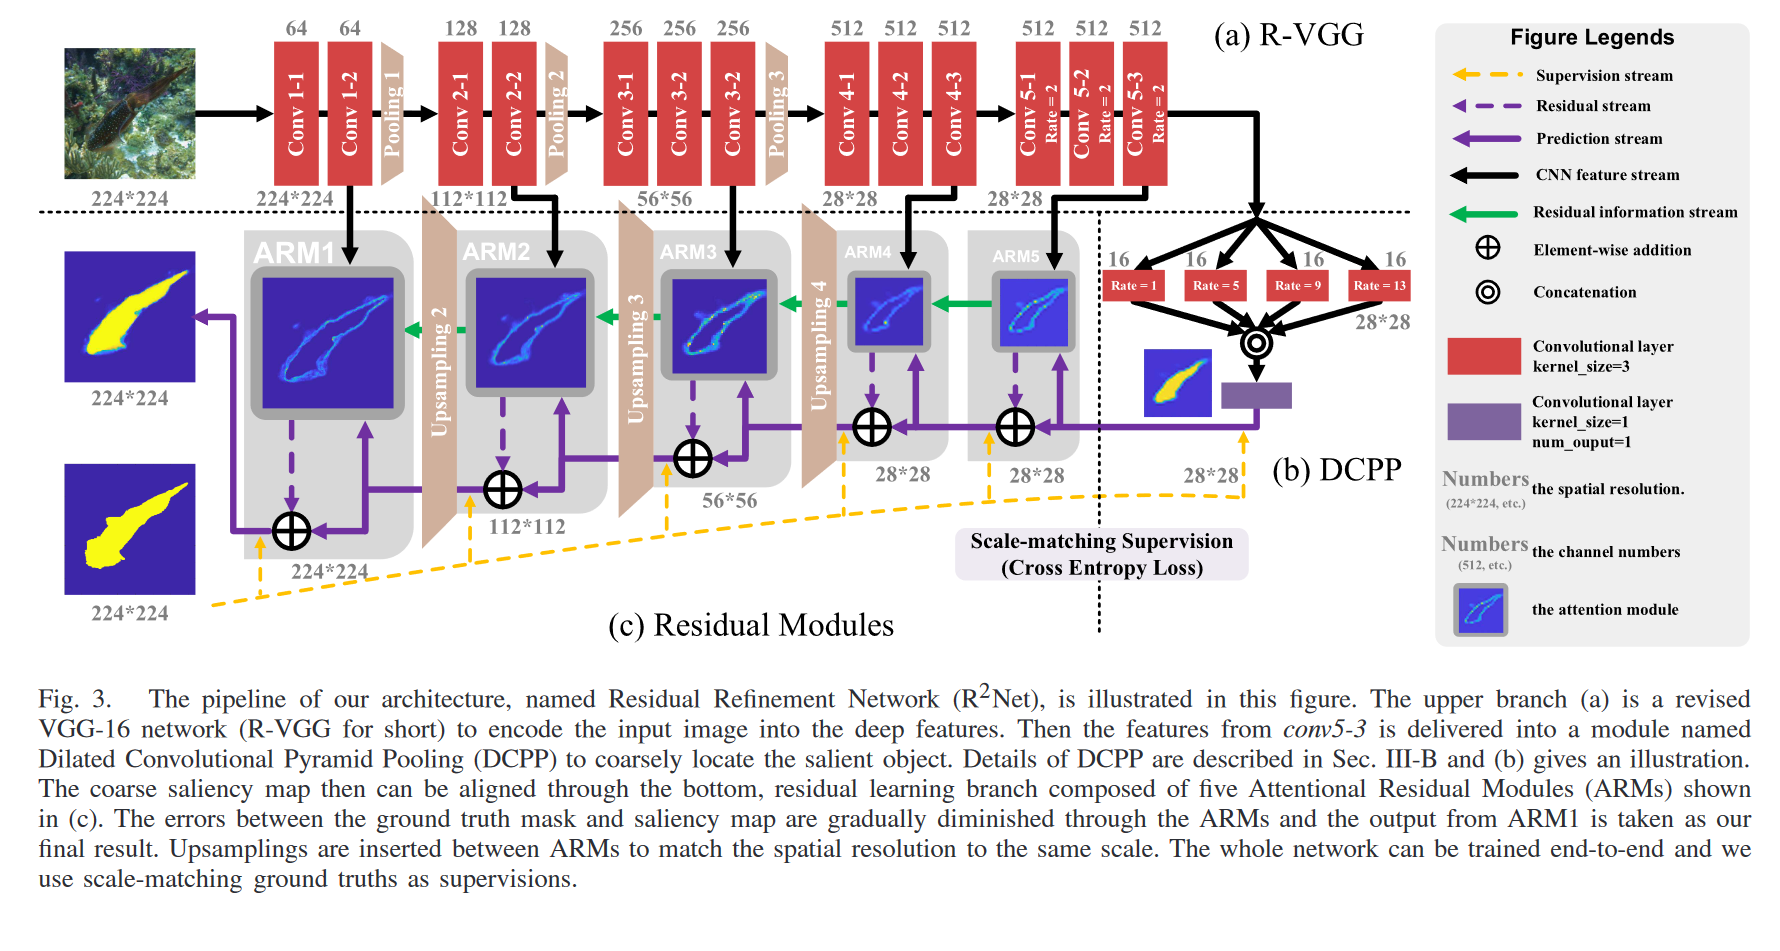 64 64 128 128 256 256 256 512 512 512 512 512 512
(a) R-VGG
Conv 1-1
Conv 1-2
Pooling 1
Conv 2-1
Conv 2-2
Pooling 2
Conv 3-1
Conv 3-2
Conv 3-2
Pooling 3
Conv 4-1
Conv 4-2
Conv 4-3
Conv 5-1
Rate = 2
Conv 5-2
Rate = 2
Conv 5-3
Rate = 2
224*224 224*224 112*112 56*56 28*28 28*28
ARM1
Upsampling 2
ARM2
Upsampling 3
ARM3
Upsampling 4
ARM4
ARM5
16 16 16 16
Rate = 1
Rate = 5
Rate = 9
Rate = 13
28*28
224*224
224*224
224*224
112*112
56*56
28*28
28*28
28*28
(b) DCPP
Scale-matching Supervision
(Cross Entropy Loss)
(c) Residual Modules
Figure Legends
Supervision stream
Residual stream
Prediction stream
CNN feature stream
Residual information stream
Element-wise addition
Concatenation
Convolutional layer
kernel_size=3
Convolutional layer
kernel_size=1
num_ouput=1
Numbers the spatial resolution.
(224*224, etc.)
Numbers the channel numbers
(512, etc.)
the attention module
Fig. 3. The pipeline of our architecture, named Residual Refinement Network (R2Net), is illustrated in this figure. The upper branch (a) is a revised
VGG-16 network (R-VGG for short) to encode the input image into the deep features. Then the features from conv5-3 is delivered into a module named
Dilated Convolutional Pyramid Pooling (DCPP) to coarsely locate the salient object. Details of DCPP are described in Sec. III-B and (b) gives an illustration.
The coarse saliency map then can be aligned through the bottom, residual learning branch composed of five Attentional Residual Modules (ARMs) shown
in (c). The errors between the ground truth mask and saliency map are gradually diminished through the ARMs and the output from ARM1 is taken as our
final result. Upsamplings are inserted between ARMs to match the spatial resolution to the same scale. The whole network can be trained end-to-end and we
use scale-matching ground truths as supervisions.